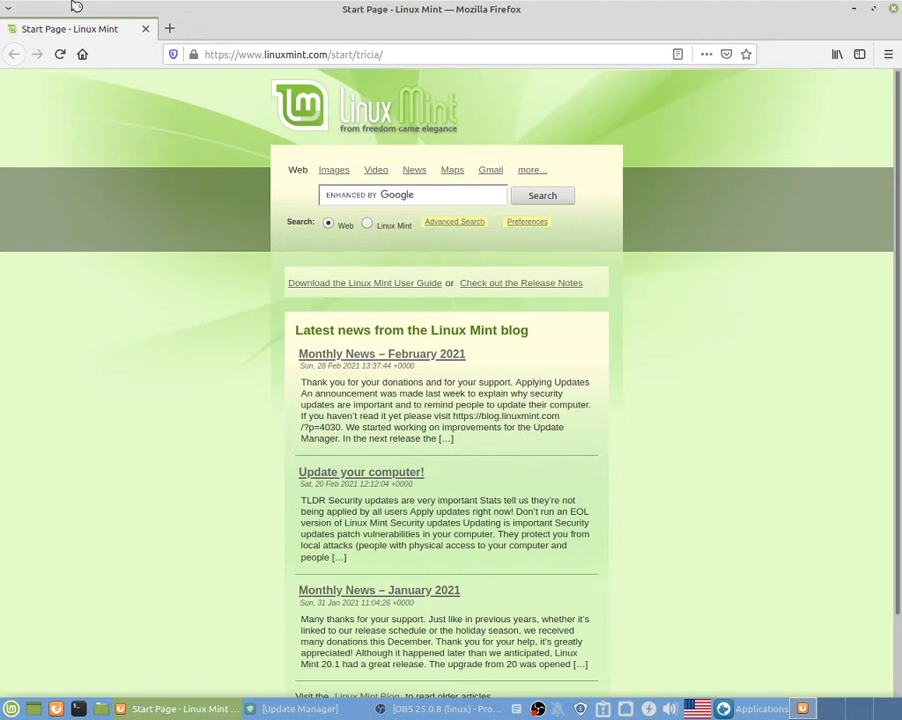 Start Page - Linux Mint — Mozilla Firefox
Start Page - Linux Mint
https://www.linuxmint.com/start/tricia/
lm Linux Mint
from freedom came elegance
Web Images Video News Maps Gmail more...
ENHANCED BY Google Search
Search: Web Linux Mint Advanced Search Preferences
Download the Linux Mint User Guide or Check out the Release Notes
Latest news from the Linux Mint blog
Monthly News – February 2021
Sun, 28 Feb 2021 13:37:44 +0000
Thank you for your donations and for your support. Applying Updates
An announcement was made last week to explain why security
updates are important and to remind people to update their computer.
If you haven't read it yet please visit https://blog.linuxmint.com
/?p=4030. We started working on improvements for the Update
Manager. In the next release the […]
Update your computer!
Sat, 20 Feb 2021 12:12:04 +0000
TLDR Security updates are very important Stats tell us they're not
being applied by all users Apply updates right now! Don't run an EOL
version of Linux Mint Security updates Updating is important Security
updates patch vulnerabilities in your computer. They protect you from
local attacks (people with physical access to your computer and
people […]
Monthly News – January 2021
Sun, 31 Jan 2021 11:04:26 +0000
Many thanks for your support. Just like in previous years, whether it's
linked to our release schedule or the holiday season, we received
many donations this December. Thank you for your help, it's greatly
appreciated! Although it happened later than we anticipated, Linux
Mint 20.1 had a great release. The upgrade from 20 was opened […]
Visit the Linux Mint Blog to read older articles
Start Page - Linux Mint ... [Update Manager] [OBS 25.0.8 (linux) - Pro... Applications